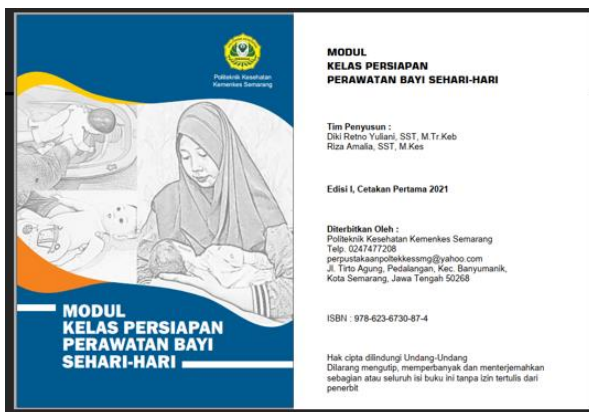 Politeknik Kesehatan
Kemenkes Semarang
MODUL
KELAS PERSIAPAN
PERAWATAN BAYI
SEHARI-HARI
MODUL
KELAS PERSIAPAN
PERAWATAN BAYI SEHARI-HARI
Tim Penyusun :
Diki Retno Yuliani, SST, M.Tr.Keb
Riza Amalia, SST, M.Kes
Edisi I, Cetakan Pertama 2021
Diterbitkan Oleh :
Politeknik Kesehatan Kemenkes Semarang
Telp. 0247477208
perpustakaanpoltekkessmg@yahoo.com
Jl. Tirto Agung, Pedalangan, Kec. Banyumanik,
Kota Semarang, Jawa Tengah 50268
ISBN : 978-623-6730-87-4
Hak cipta dilindungi Undang-Undang
Dilarang mengutip, memperbanyak dan menterjemahkan
sebagian atau seluruh isi buku ini tanpa izin tertulis dari
penerbit